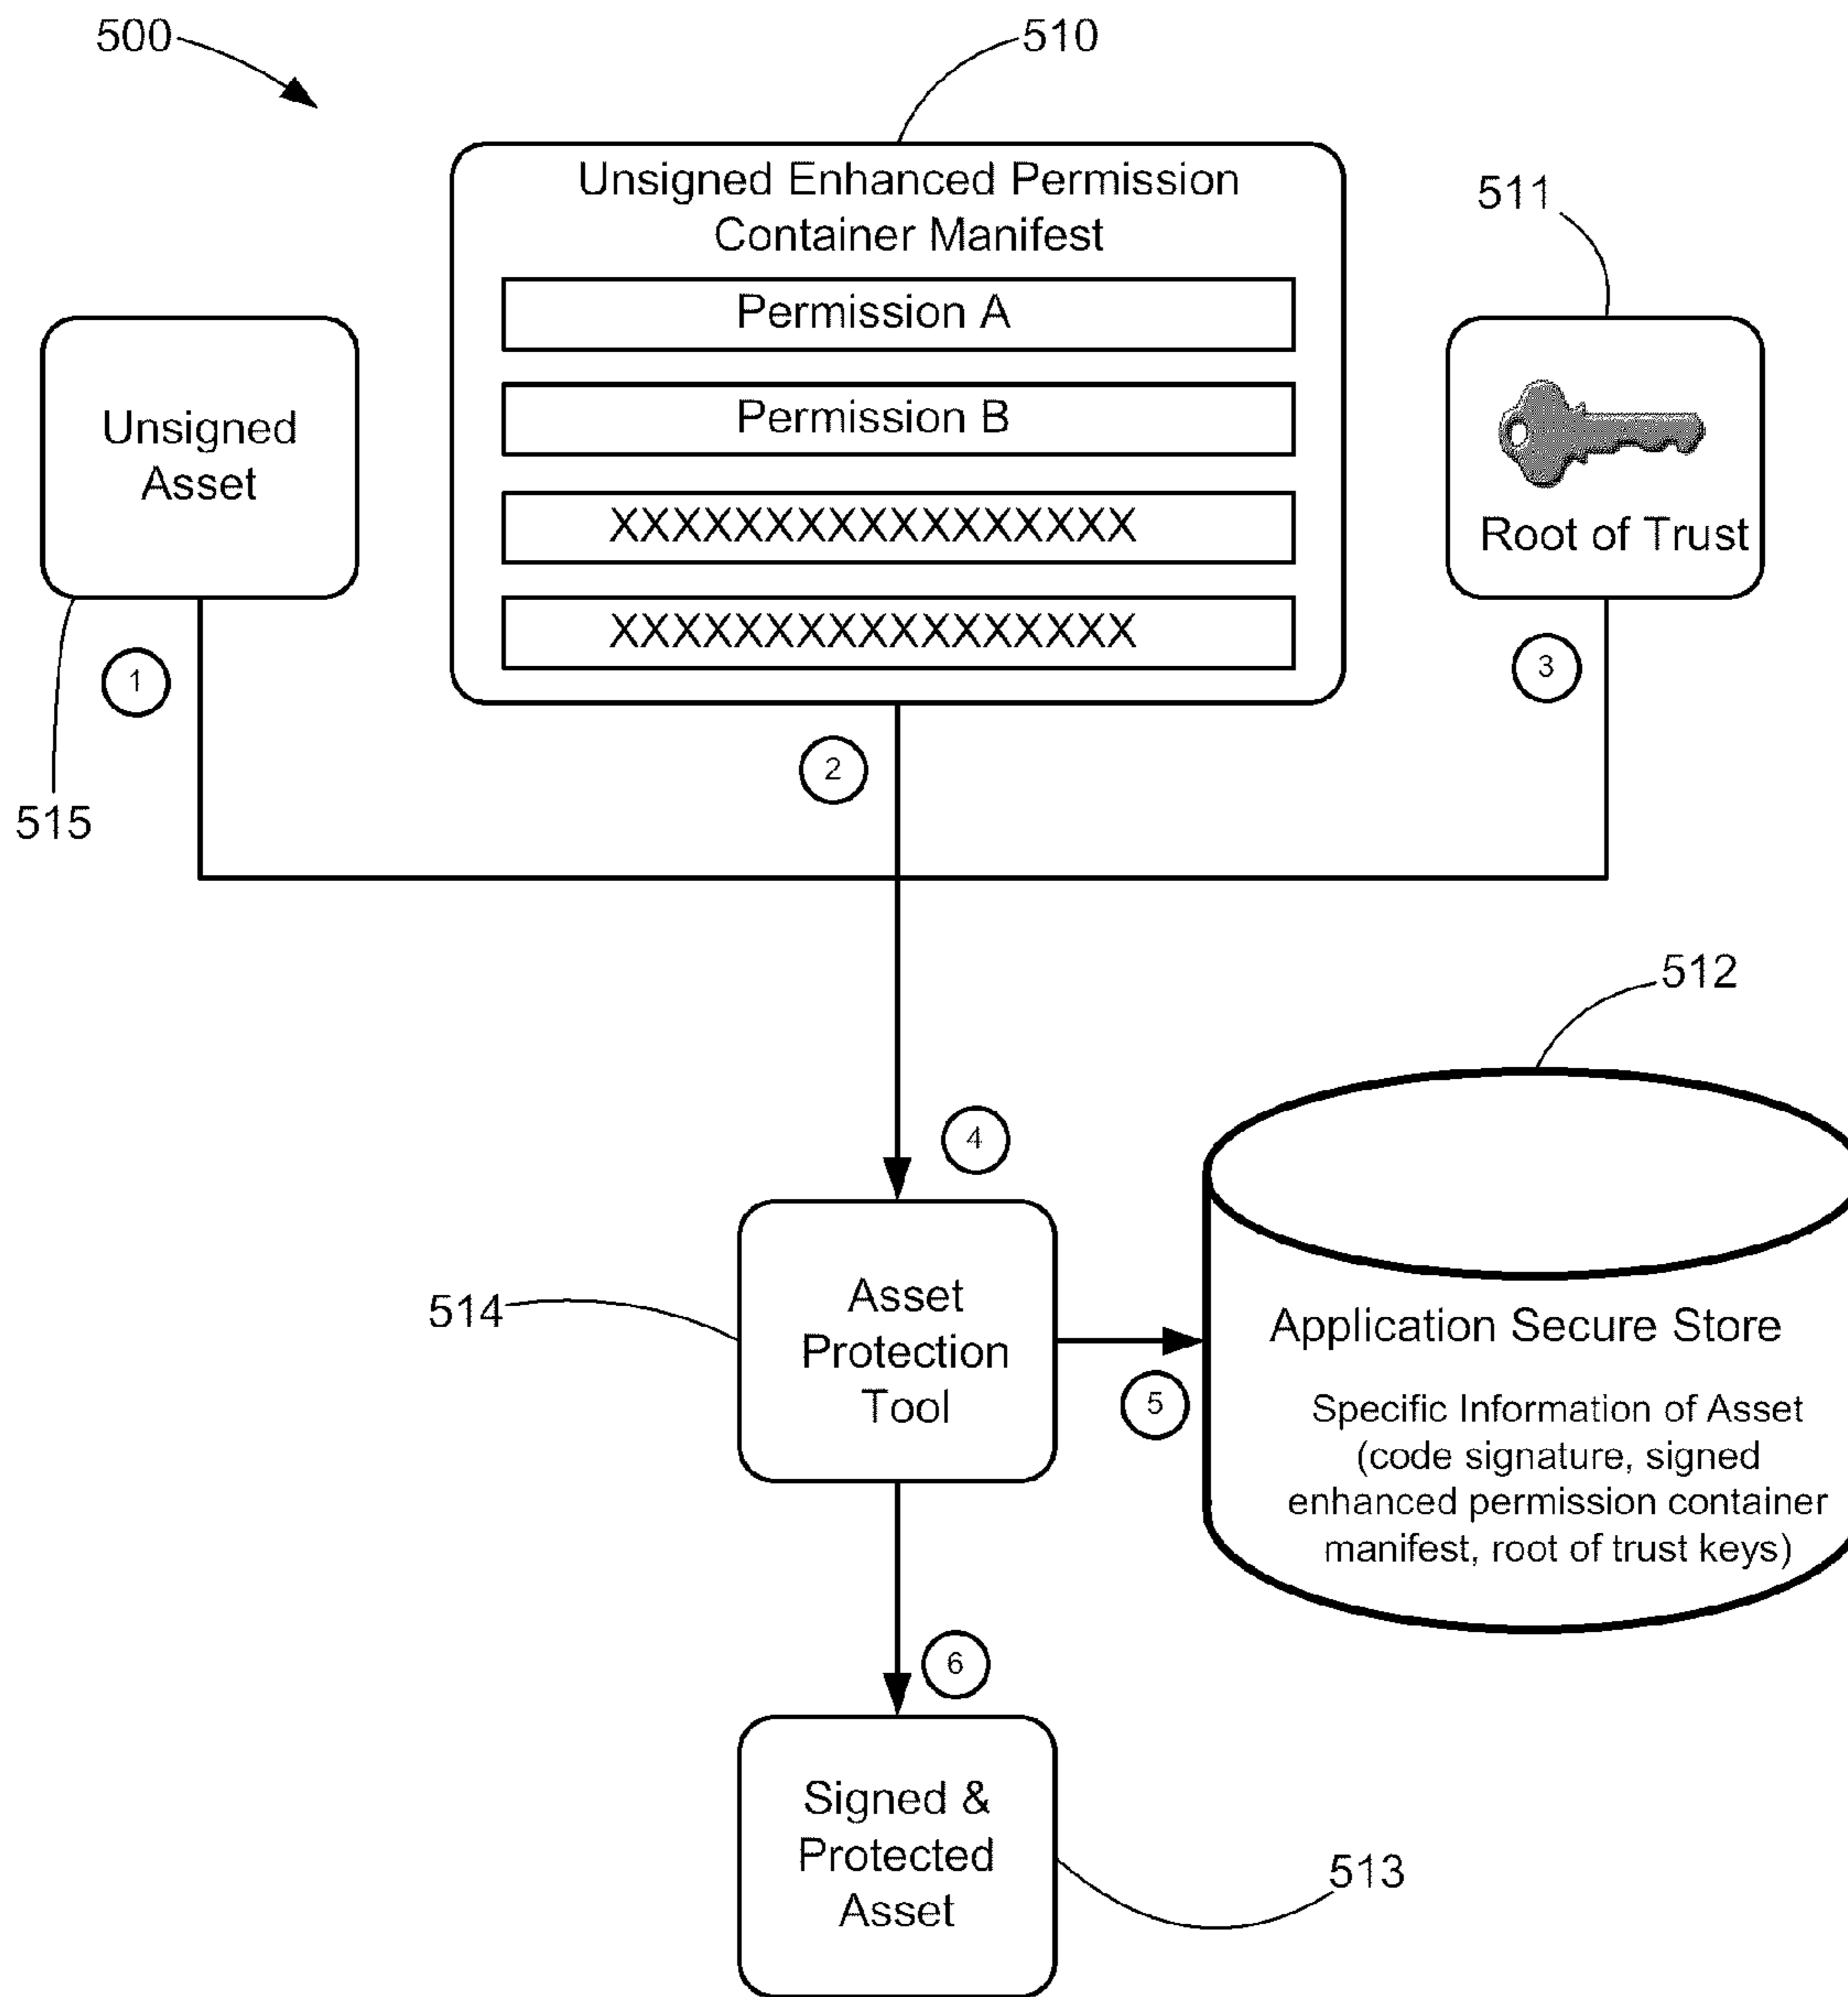 500
510
Unsigned Enhanced Permission
Container Manifest
511
Permission A
Permission B
Unsigned
Asset
XXXXXXXXXXXXXXXXX
Root of Trust
XXXXXXXXXXXXXXXXX
1
3
2
515
512
4
Asset
Protection
Tool
514
Application Secure Store
5
Specific Information of Asset
(code signature, signed
enhanced permission container
manifest, root of trust keys)
6
Signed &
Protected
Asset
513